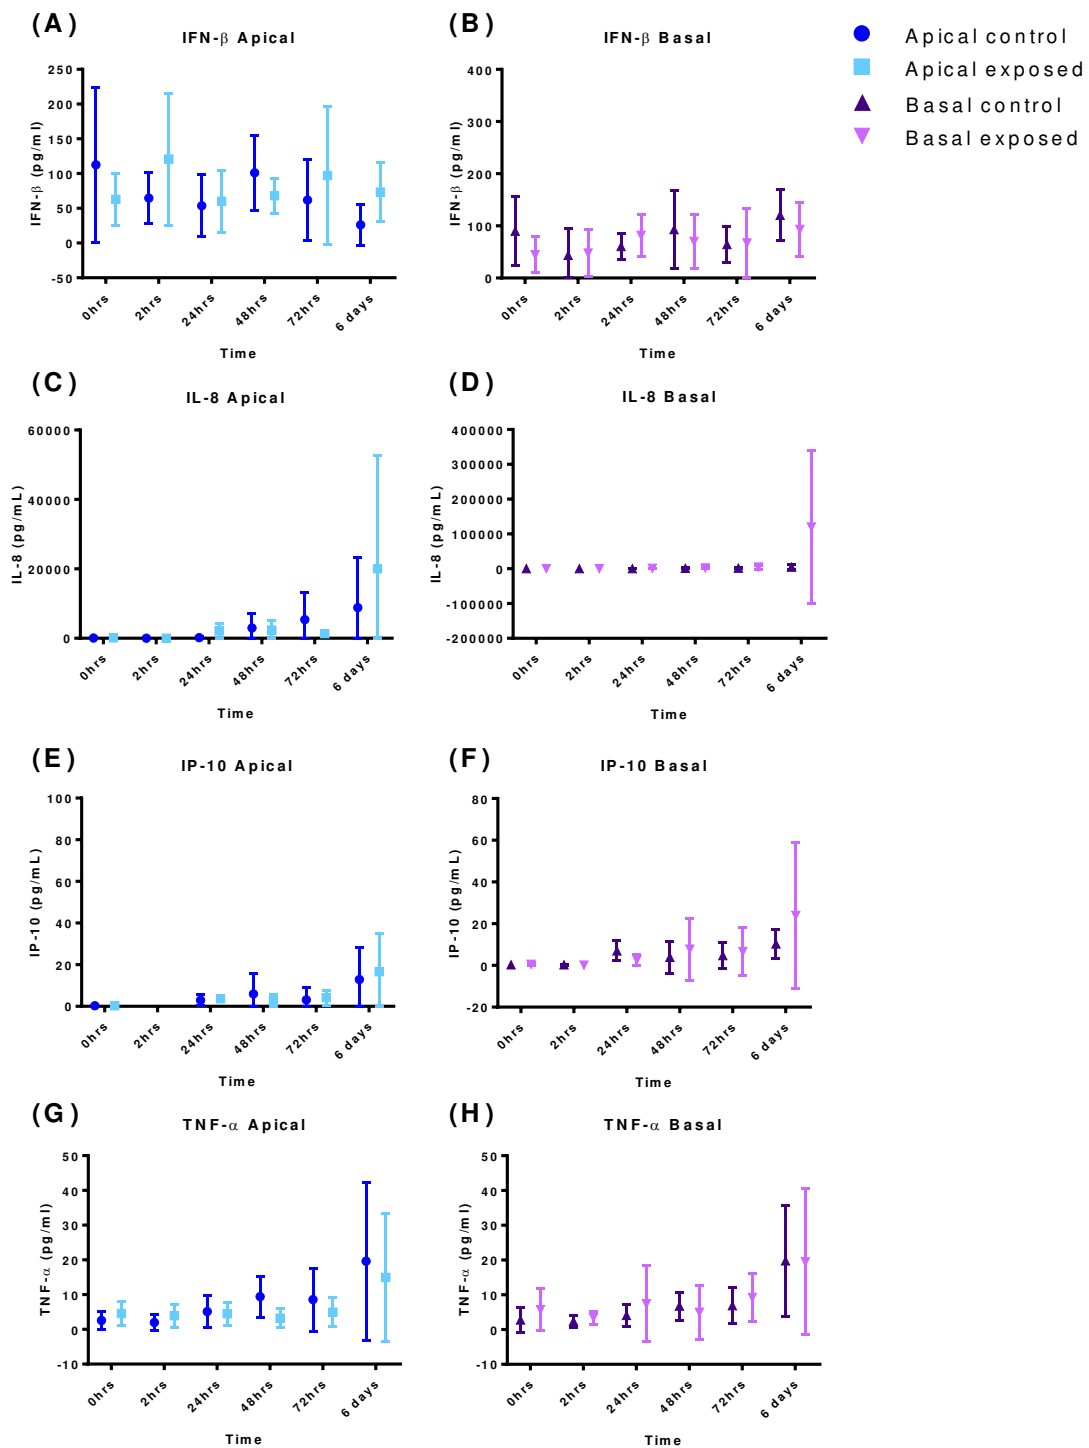 (A)
IFN-β Apical
250
200
150
100
50
0
-50
IFN-β (pg/ml)
0hrs
2hrs
24hrs
48hrs
72hrs
6 days
Time
(B)
IFN-β Basal
400
300
200
100
0
IFN-β (pg/ml)
0hrs
2hrs
24hrs
48hrs
72hrs
6 days
Time
Apical control
Apical exposed
Basal control
Basal exposed
(C)
IL-8 Apical
60000
40000
20000
0
IL-8 (pg/mL)
0hrs
2hrs
24hrs
48hrs
72hrs
6 days
Time
(D)
IL-8 Basal
400000
300000
200000
100000
0
-100000
-200000
IL-8 (pg/mL)
0hrs
2hrs
24hrs
48hrs
72hrs
6 days
Time
(E)
IP-10 Apical
100
80
60
40
20
0
IP-10 (pg/mL)
0hrs
2hrs
24hrs
48hrs
72hrs
6 days
Time
(F)
IP-10 Basal
80
60
40
20
0
-20
IP-10 (pg/mL)
0hrs
2hrs
24hrs
48hrs
72hrs
6 days
Time
(G)
TNF-α Apical
50
40
30
20
10
0
-10
TNF-α (pg/ml)
0hrs
2hrs
24hrs
48hrs
72hrs
6 days
Time
(H)
TNF-α Basal
50
40
30
20
10
0
-10
TNF-α (pg/ml)
0hrs
2hrs
24hrs
48hrs
72hrs
6 days
Time